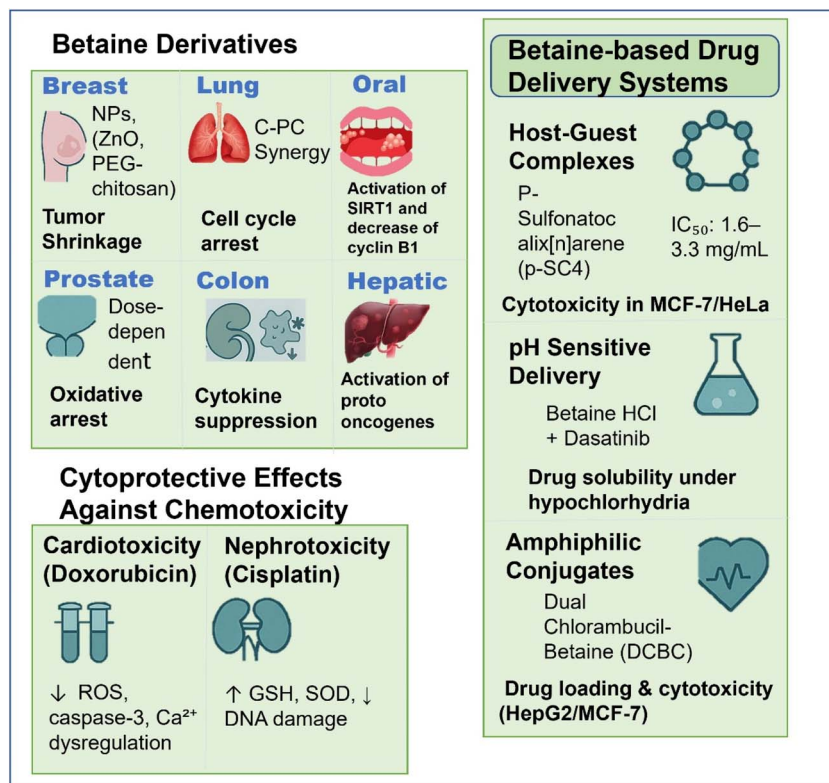 Betaine Derivatives
Breast
NPs,
(ZnO,
PEG-
chitosan)
Tumor
Shrinkage
Lung
C-PC
Synergy
Cell cycle
arrest
Oral
Activation of
SIRT1 and
decrease of
cyclin B1
Prostate
Dose-
depen
dent
Oxidative
arrest
Colon
Cytokine
suppression
Hepatic
Activation of
proto
oncogenes
Cytoprotective Effects
Against Chemotoxicity
Cardiotoxicity
(Doxorubicin)
↓ ROS,
caspase-3, Ca²⁺
dysregulation
Nephrotoxicity
(Cisplatin)
↑ GSH, SOD, ↓
DNA damage
Betaine-based Drug
Delivery Systems
Host-Guest
Complexes
P-
Sulfonatoc
alix[n]arene
(p-SC4)
IC₅₀: 1.6–
3.3 mg/mL
Cytotoxicity in MCF-7/HeLa
pH Sensitive
Delivery
Betaine HCl
+ Dasatinib
Drug solubility under
hypochlorhydria
Amphiphilic
Conjugates
Dual
Chlorambucil-
Betaine (DCBC)
Drug loading & cytotoxicity
(HepG2/MCF-7)